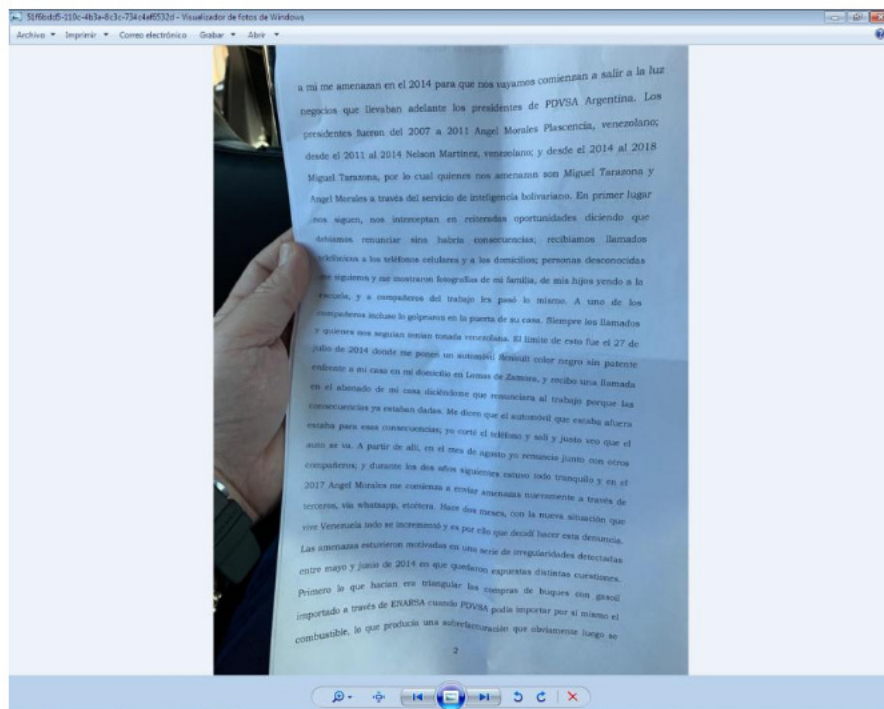 51f6bdd5-110c-4b3a-8c3c-734c4af6532d - Visualizador de fotos de Windows
Archivo Imprimir Correo electrónico Grabar Abrir
a mi me amenazan en el 2014 para que nos vayamos comienzan a salir a la luz
negocios que llevaban adelante los presidentes de PDVSA Argentina. Los
presidentes fueron del 2007 a 2011 Angel Morales Plascencia, venezolano;
desde el 2011 al 2014 Nelson Martinez, venezolano; y desde el 2014 al 2018
Miguel Tarazona, por lo cual quienes nos amenazan son Miguel Tarazona y
Angel Morales a través del servicio de inteligencia bolivariano. En primer lugar
nos siguen, nos interceptan en reiteradas oportunidades diciendo que
debíamos renunciar sino habría consecuencias; recibíamos llamados
telefónicos a los teléfonos celulares y a los domicilios; personas desconocidas
me siguieron y me mostraron fotografías de mi familia, de mis hijos yendo a la
escuela, y a compañeros del trabajo les pasó lo mismo. A uno de los
compañeros incluso lo golpearon en la puerta de su casa. Siempre los llamados
y quienes nos seguían tenían tonada venezolana. El límite de esto fue el 27 de
julio de 2014 donde me ponen un automóvil Renault color negro sin patente
enfrente a mi casa en mi domicilio en Lomas de Zamora, y recibo una llamada
en el abonado de mi casa diciéndome que renunciara al trabajo porque las
consecuencias ya estaban dadas. Me dicen que el automóvil que estaba afuera
estaba para esas consecuencias; yo corté el teléfono y salí y justo veo que el
auto se va. A partir de allí, en el mes de agosto yo renuncio junto con otros
compañeros; y durante los dos años siguientes estuvo todo tranquilo y en el
2017 Angel Morales me comienza a enviar amenazas nuevamente a través de
terceros, vía whatsapp, etcétera. Hace dos meses, con la nueva situación que
vive Venezuela todo se incrementó y es por ello que decidí hacer esta denuncia.
Las amenazas estuvieron motivadas en una serie de irregularidades detectadas
entre mayo y junio de 2014 en que quedaron expuestas distintas cuestiones.
Primero lo que hacían era triangular las compras de buques con gasoil
importado a través de ENARSA cuando PDVSA podía importar por si mismo el
combustible, lo que producía una sobrefacturación que obviamente luego se
2